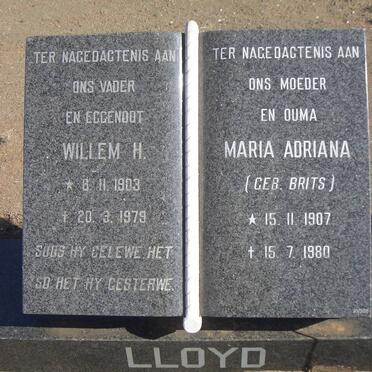 TER NAGEDACTENIS AAN
ONS VADER
EN EGGENOOT
WILLEM H.
★ 8. 11. 1903
† 20. 3. 1979
SOOS HY GELEWE HET
SO HET HY GESTERWE.
TER NAGEDACTENIS AAN
ONS MOEDER
EN OUMA
MARIA ADRIANA
(GEB. BRITS)
★ 15. 11. 1907
† 15. 7. 1980
LLOYD